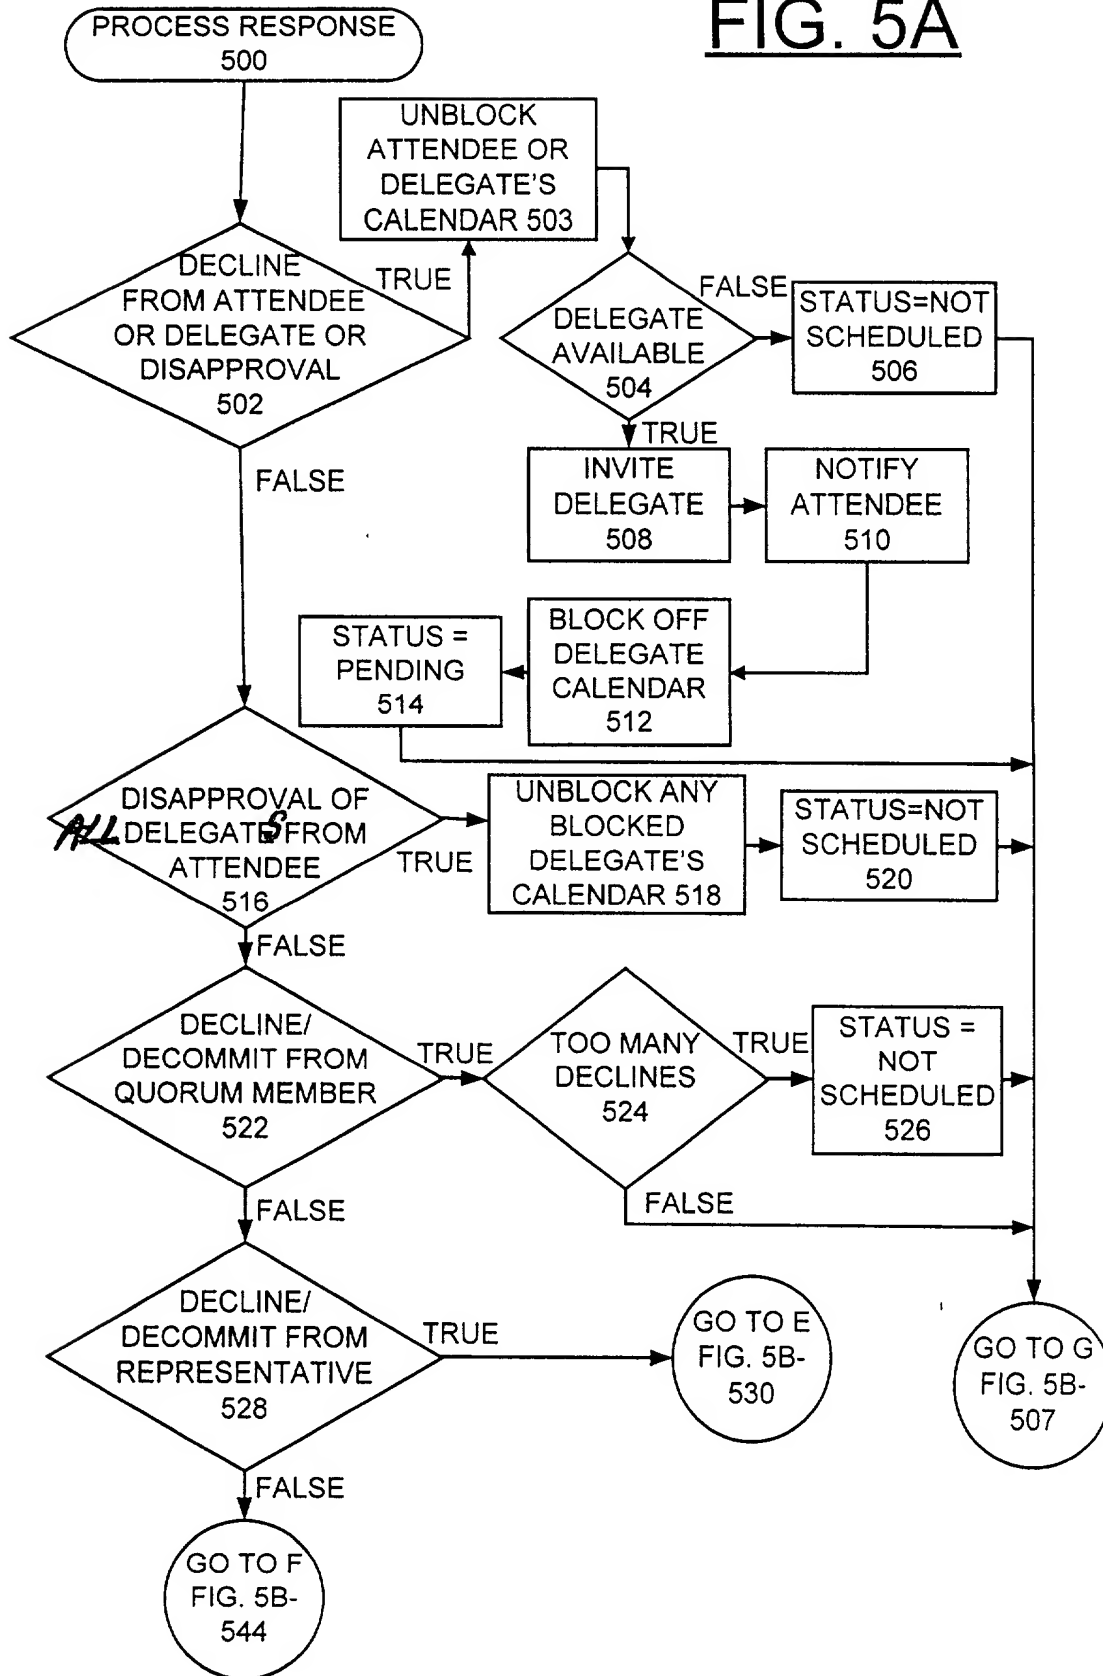 FIG. 5A
PROCESS RESPONSE
500
UNBLOCK
ATTENDEE OR
DELEGATE'S
CALENDAR 503
DECLINE
FROM ATTENDEE
OR DELEGATE OR
DISAPPROVAL
502
TRUE
FALSE
DELEGATE
AVAILABLE
504
FALSE
STATUS=NOT
SCHEDULED
506
TRUE
INVITE
DELEGATE
508
NOTIFY
ATTENDEE
510
BLOCK OFF
DELEGATE
CALENDAR
512
STATUS =
PENDING
514
DISAPPROVAL OF
ALL DELEGATES FROM
ATTENDEE
516
TRUE
UNBLOCK ANY
BLOCKED
DELEGATE'S
CALENDAR 518
STATUS=NOT
SCHEDULED
520
FALSE
DECLINE/
DECOMMIT FROM
QUORUM MEMBER
522
TRUE
TOO MANY
DECLINES
524
TRUE
STATUS =
NOT
SCHEDULED
526
FALSE
FALSE
DECLINE/
DECOMMIT FROM
REPRESENTATIVE
528
TRUE
GO TO E
FIG. 5B-
530
GO TO G
FIG. 5B-
507
FALSE
GO TO F
FIG. 5B-
544